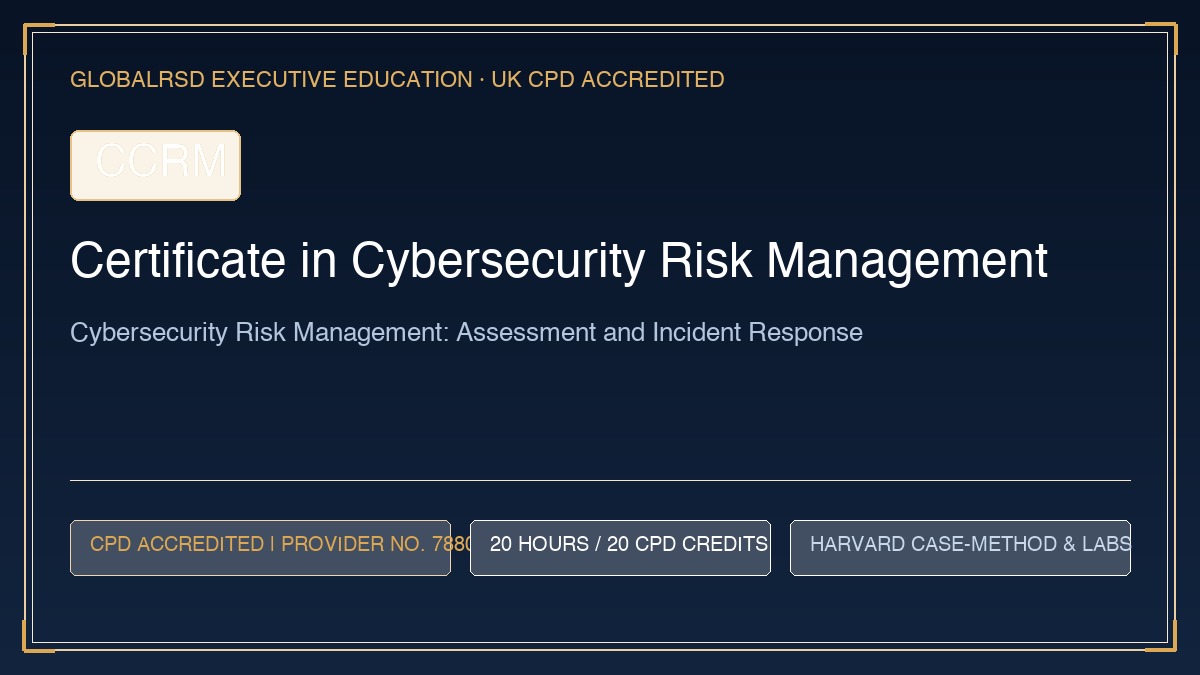 GLOBALRSD EXECUTIVE EDUCATION · UK CPD ACCREDITED
CCRM
Certificate in Cybersecurity Risk Management
Cybersecurity Risk Management: Assessment and Incident Response
CPD ACCREDITED | PROVIDER NO. 7880
20 HOURS / 20 CPD CREDITS
HARVARD CASE-METHOD & LABS